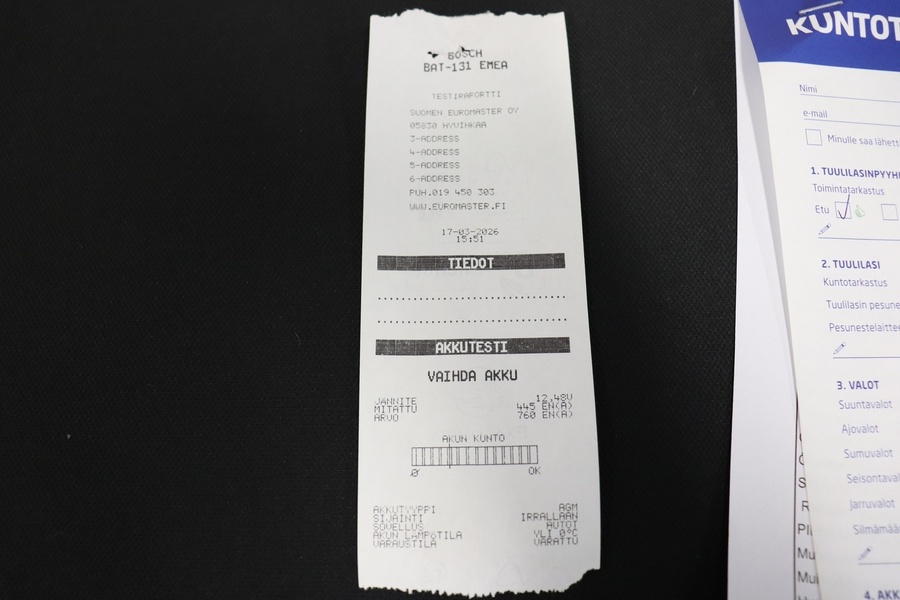 BOSCH
BAT-131 EMEA
TESTIRAPORTTI
SUOMEN EUROMASTER OY
05830 HYVINKAA
3-ADDRESS
4-ADDRESS
5-ADDRESS
6-ADDRESS
PUH.019 450 303
WWW.EUROMASTER.FI
17-03-2026
15:51
TIEDOT
AKKUTESTI
VAIHDA AKKU
JANNITE 12,48V
MITATTU 445 EN(A)
ARVO 760 EN(A)
AKUN KUNTO
0 OK
AKKUTYYPPI AGM
SIJAINTI IRRALLAAN
SOVELLUS AUTOT
AKUN LAMPOTILA YLI 0°C
VARAUSTILA VARATTU
KUNTOT
Nimi
e-mail
Minulle saa lähett
1. TUULILASINPYYH
Toimintatarkastus
Etu
2. TUULILASI
Kuntotarkastus
Tuulilasin pesune
Pesunestelaittee
3. VALOT
Suuntavalot
Ajovalot
Sumuvalot
Seisontaval
Jarruvalot
Silmämää
4. AKK